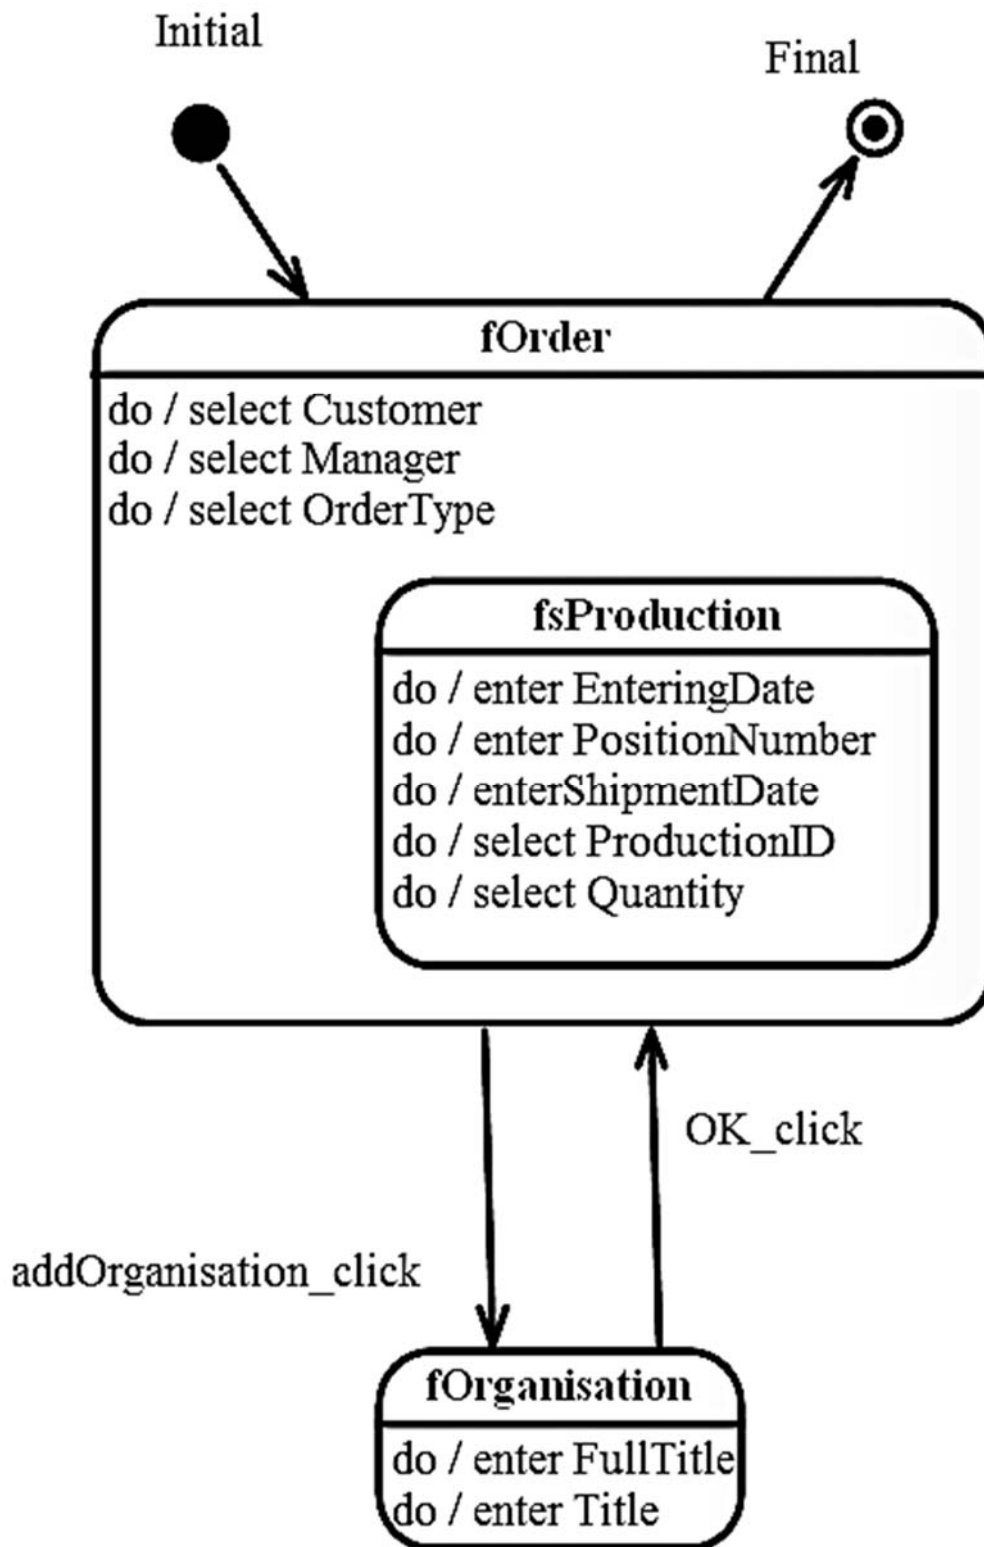 Initial
Final
fOrder
do / select Customer
do / select Manager
do / select OrderType
fsProduction
do / enter EnteringDate
do / enter PositionNumber
do / enterShipmentDate
do / select ProductionID
do / select Quantity
OK_click
addOrganisation_click
fOrganisation
do / enter FullTitle
do / enter Title